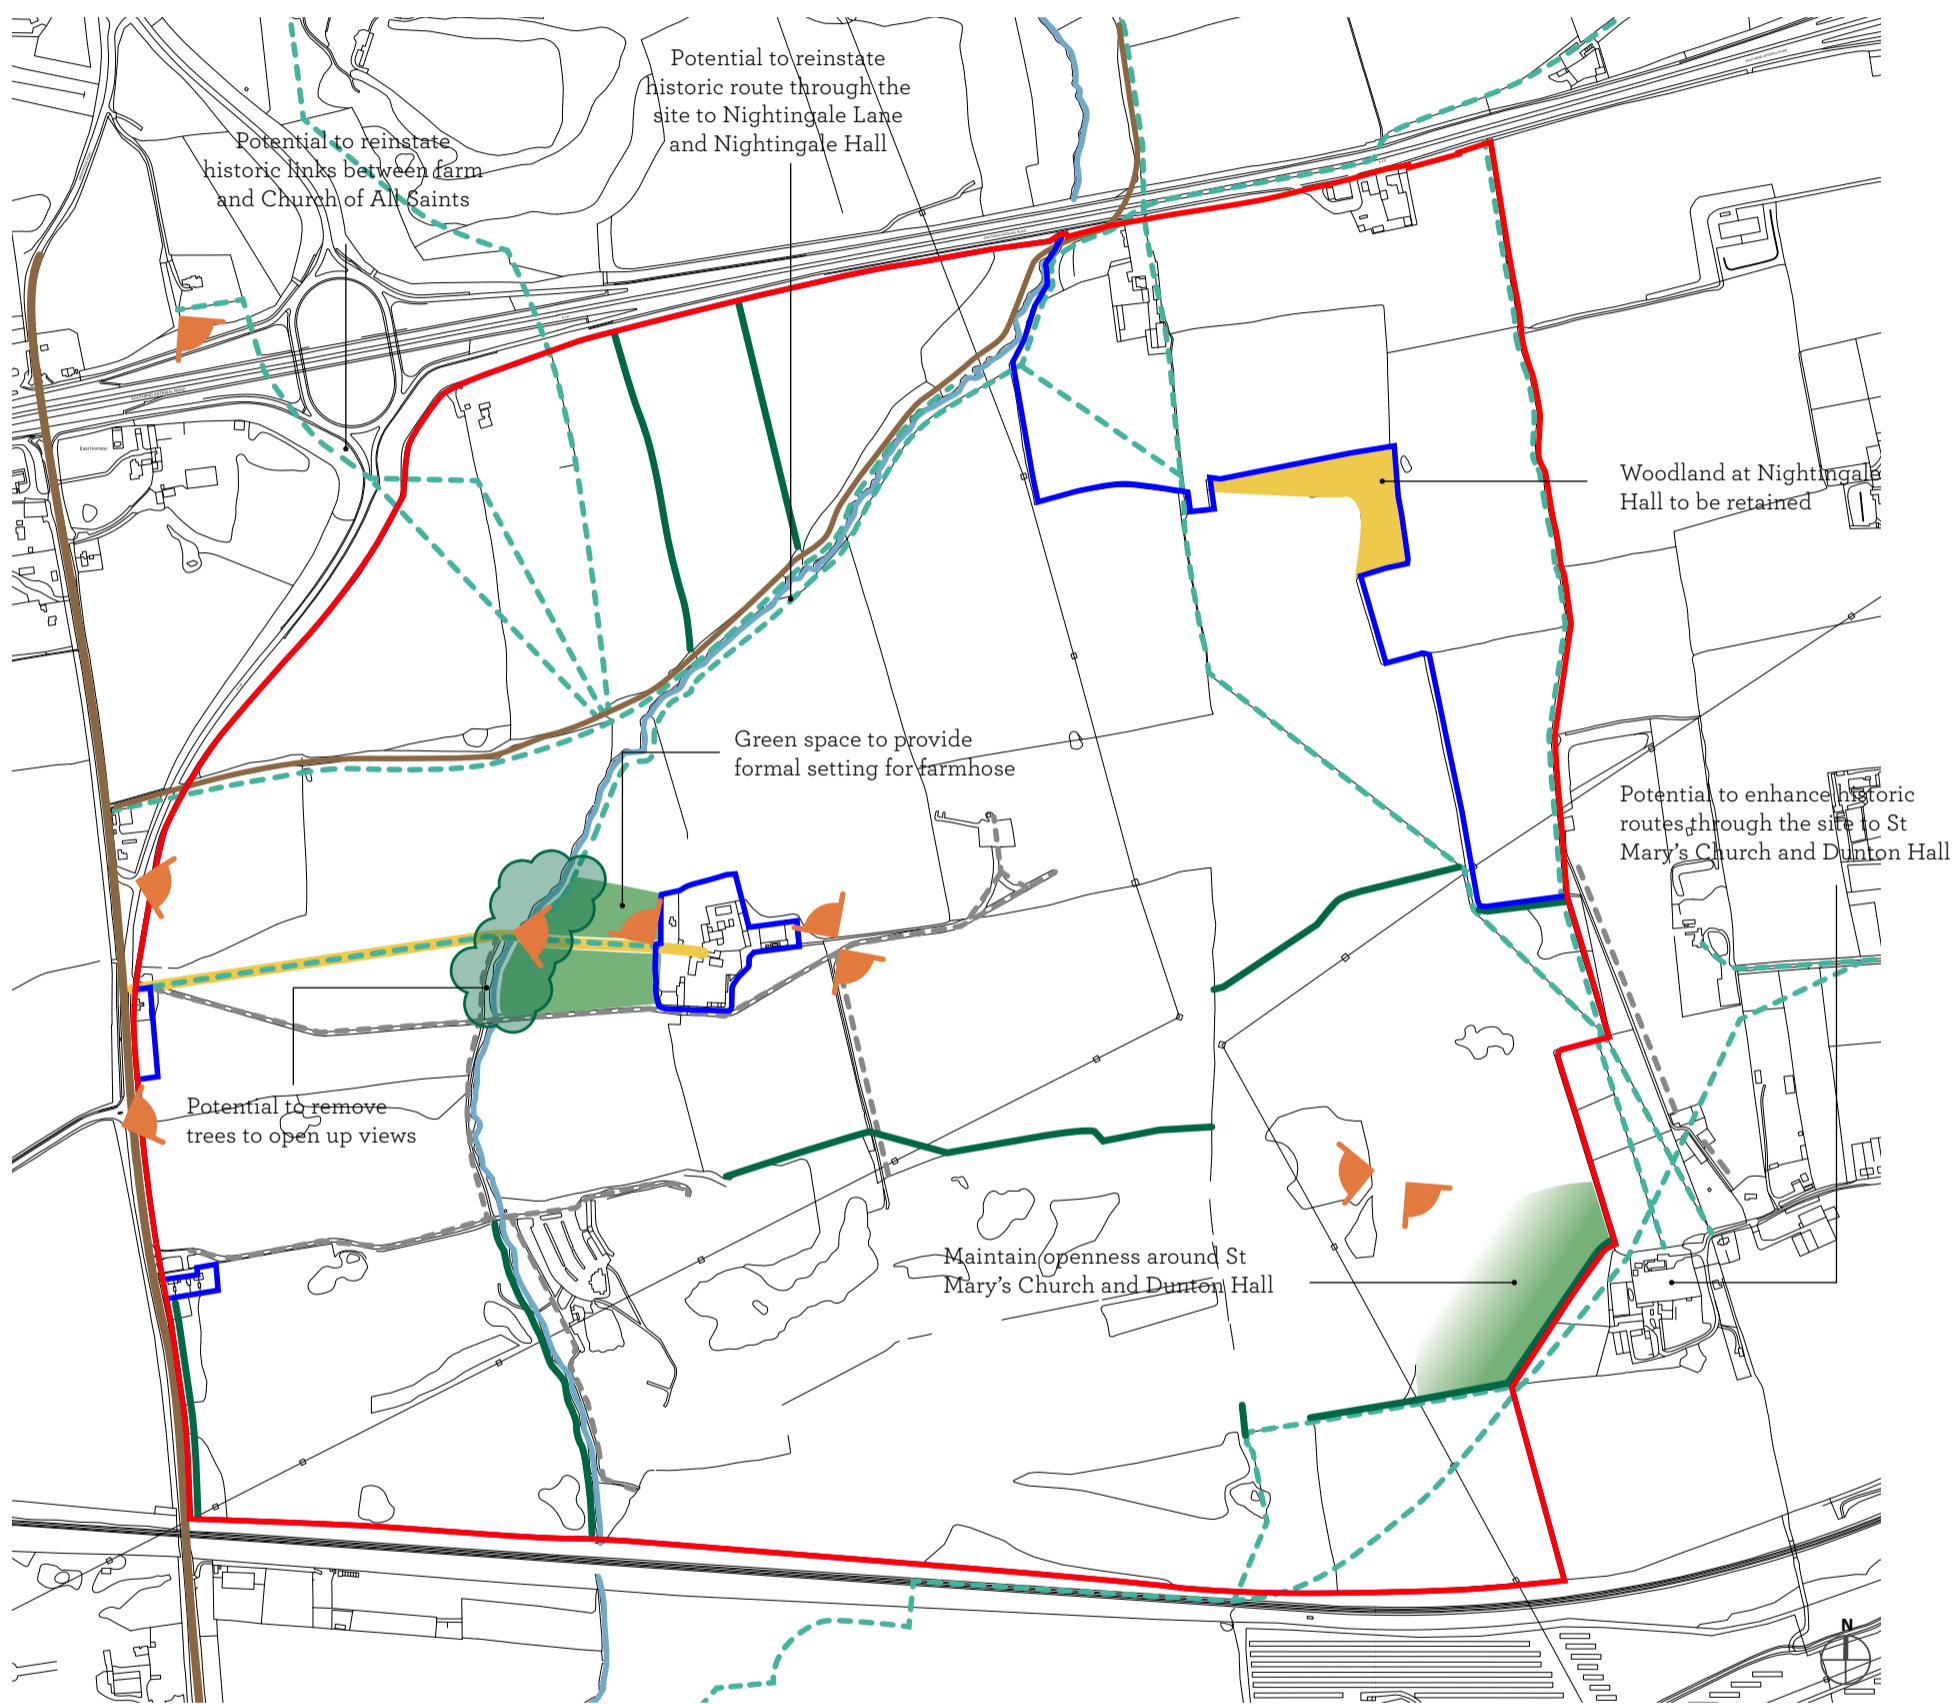 Potential to reinstate
historic route through the
site to Nightingale Lane
and Nightingale Hall
Potential to reinstate
historic links between farm
and Church of All Saints
East Horndon
Woodland at Nightingale
Hall to be retained
Green space to provide
formal setting for farmhose
Potential to enhance historic
routes through the site to St
Mary's Church and Dunton Hall
Potential to remove
trees to open up views
Maintain openness around St
Mary's Church and Dunton Hall
N